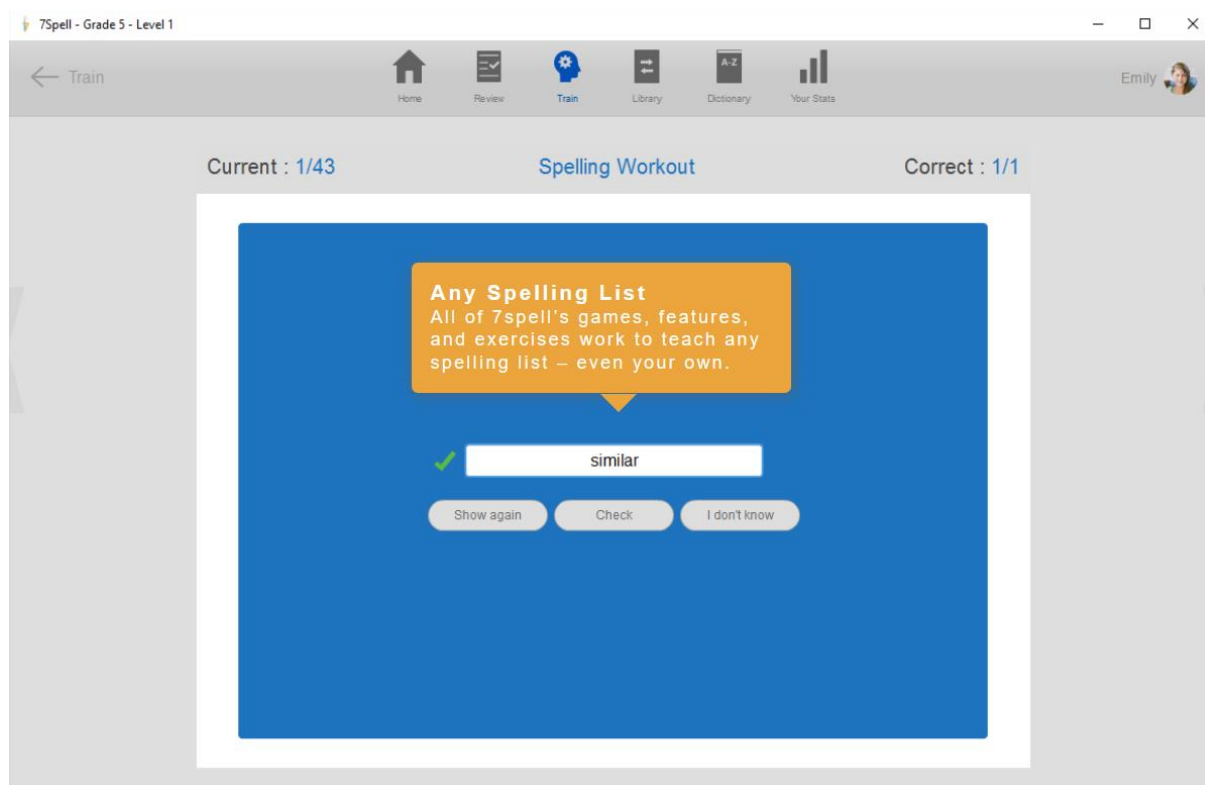 7Spell - Grade 5 - Level 1
Train
Home
Review
Train
A-Z
Library
Dictionary
Your Stats
Emily
Current : 1/43
Spelling Workout
Correct : 1/1
Any Spelling List
All of 7spell's games, features,
and exercises work to teach any
spelling list – even your own.
similar
Show again
Check
I don't know